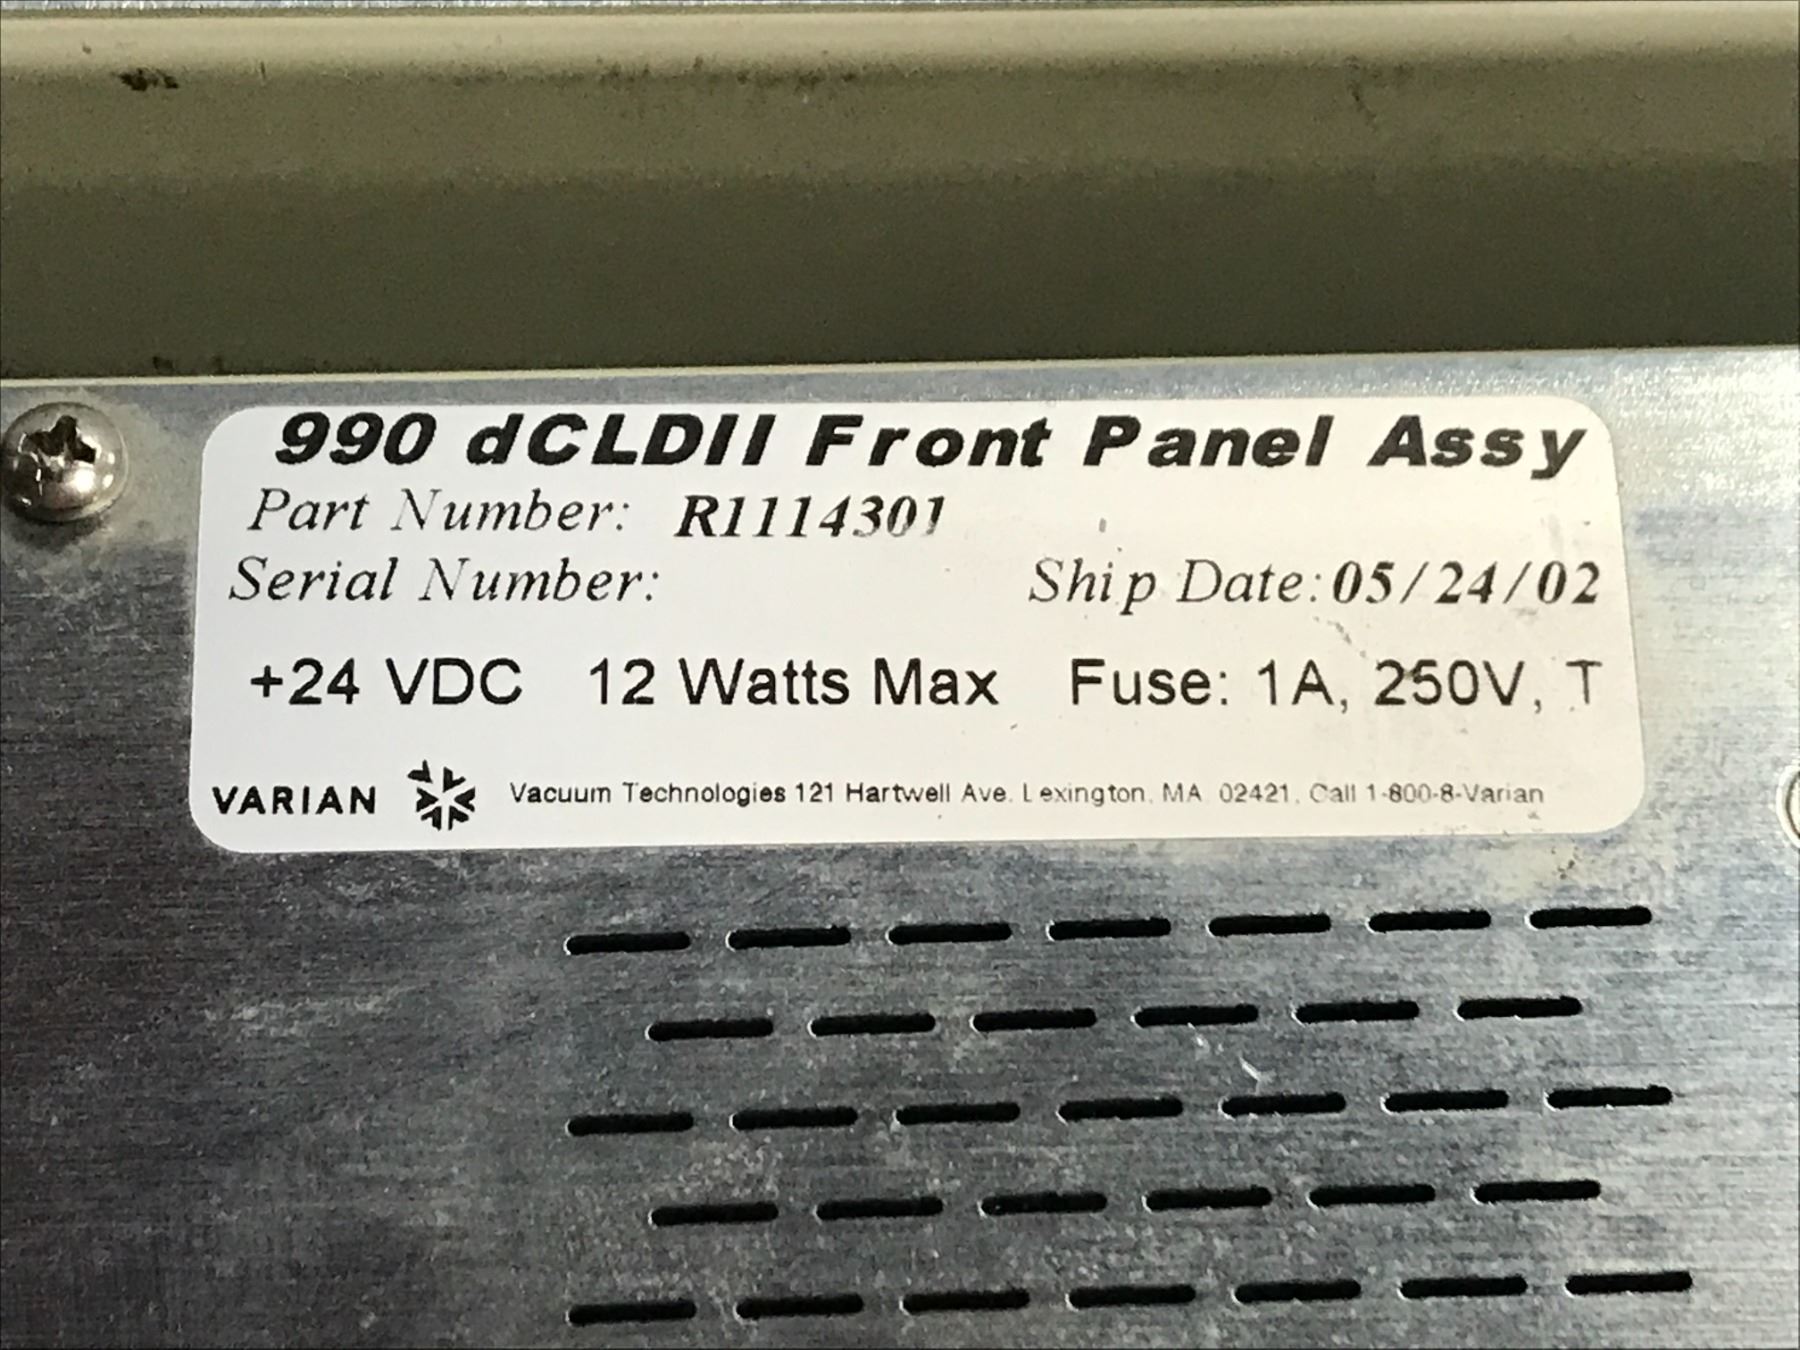 990 dCLDII Front Panel Assy
Part Number: R1114301
Serial Number: Ship Date: 05/24/02
+24 VDC 12 Watts Max Fuse: 1A, 250V, T
VARIAN Vacuum Technologies 121 Hartwell Ave. Lexington, MA 02421, Call 1-800-8-Varian